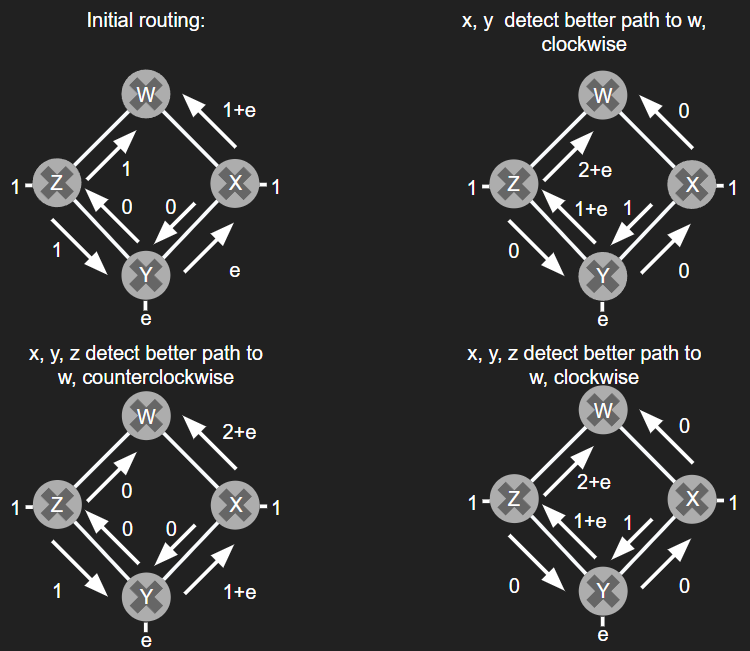 Initial routing:
W
1+e
1
Z
X
1
1
0
0
1
e
Y
e
x, y  detect better path to w,
clockwise
W
0
2+e
1
Z
X
1
1+e
1
0
0
Y
e
x, y, z detect better path to
w, counterclockwise
W
2+e
0
1
Z
X
1
0
0
1
1+e
Y
e
x, y, z detect better path to
w, clockwise
W
0
2+e
1
Z
X
1
1+e
1
0
0
Y
e